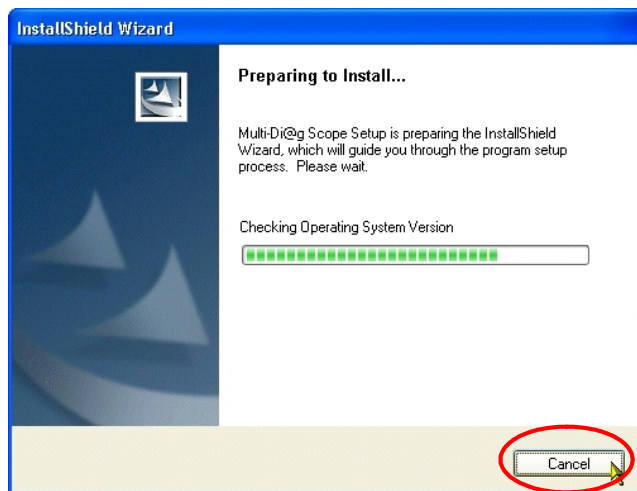 InstallShield Wizard
Preparing to Install...
Multi-Di@g Scope Setup is preparing the InstallShield
Wizard, which will guide you through the program setup
process. Please wait.
Checking Operating System Version
Cancel